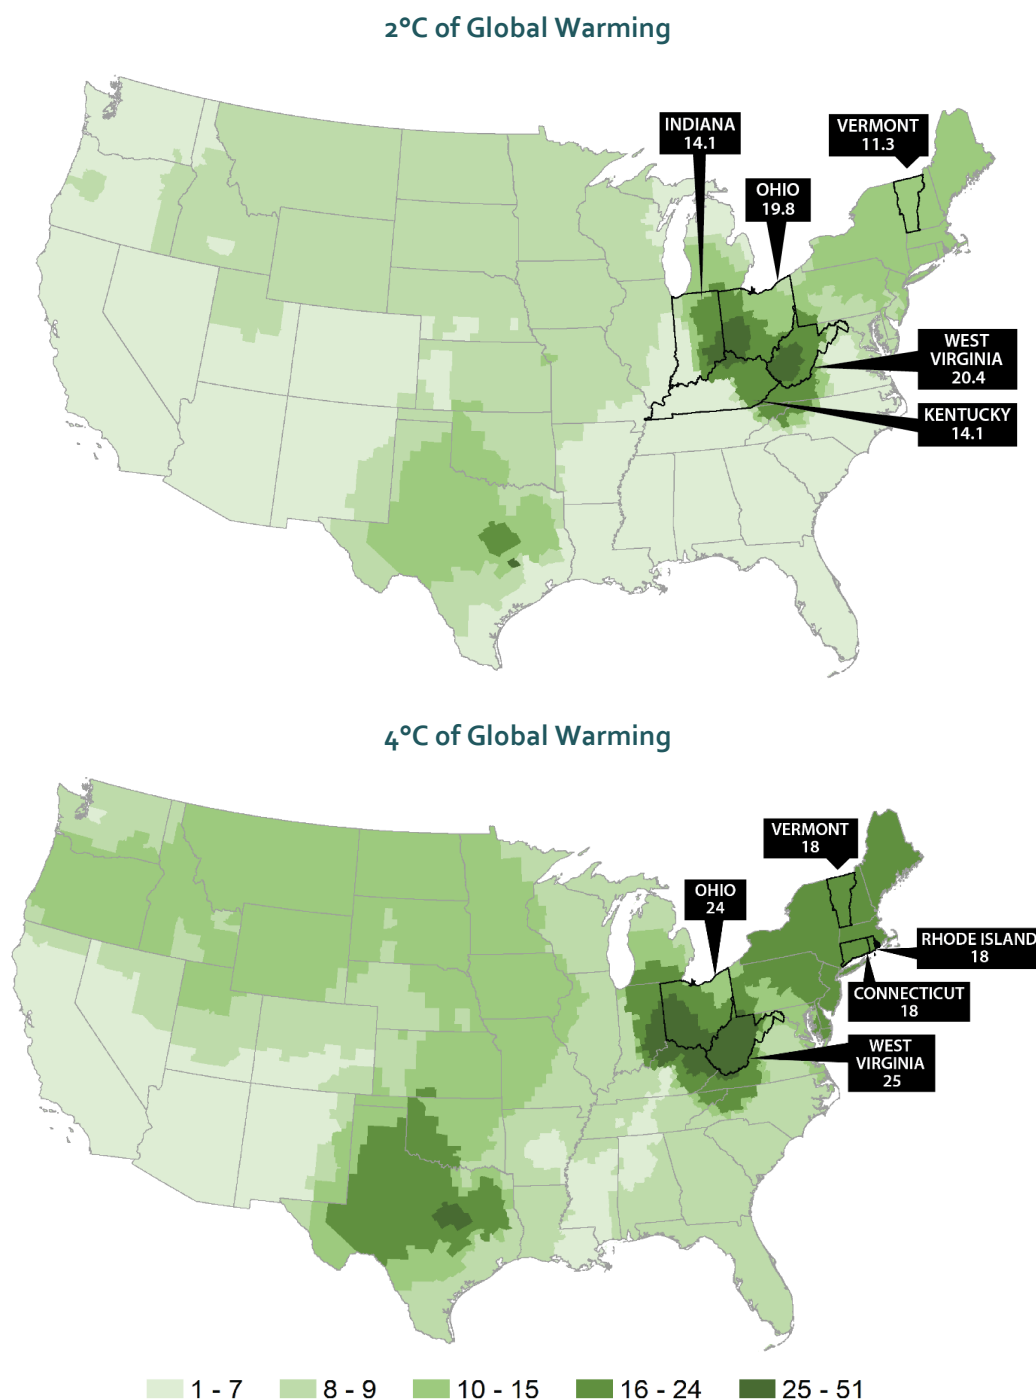 2°C of Global Warming
INDIANA
14.1
VERMONT
11.3
OHIO
19.8
WEST
VIRGINIA
20.4
KENTUCKY
14.1
4°C of Global Warming
VERMONT
18
OHIO
24
RHODE ISLAND
18
CONNECTICUT
18
WEST
VIRGINIA
25
1 - 7
8 - 9
10 - 15
16 - 24
25 - 51